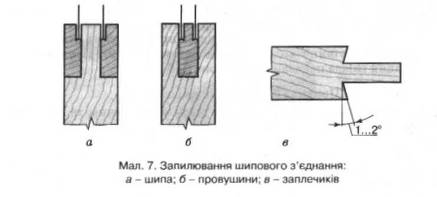 1...2°
а б в
Мал. 7. Запилювання шипового з’єднання:
а – шипа; б – провушини; в – заплечиків